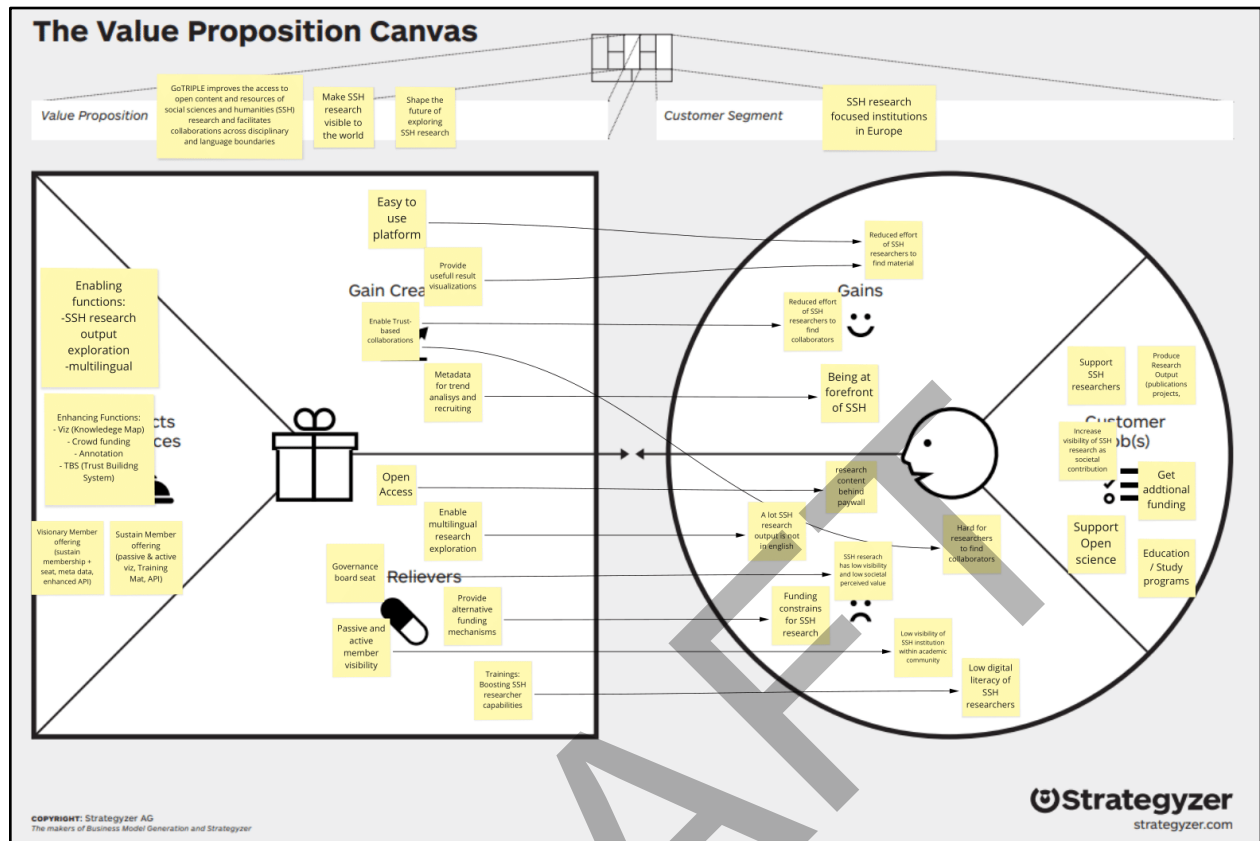 The Value Proposition Canvas
Value Proposition
GoTRIPLE improves the access to
open content and resources of
social sciences and humanities (SSH)
research and facilitates
collaborations across disciplinary
and language boundaries
Make SSH
research
visible to
the world
Shape the
future of
exploring
SSH research
Customer Segment
SSH research
focused institutions
in Europe
Enabling
functions:
-SSH research
output
exploration
-multilingual
Enhancing Functions:
- Viz (Knowledege Map)
- Crowd funding
- Annotation
- TBS (Trust Builidng
System)
cts
ces
Visionary Member
offering
(sustain
membership +
seat, meta data,
enhanced API)
Sustain Member
offering
(passive & active
viz, Training
Mat, API)
Easy to
use
platform
Provide
usefull result
visualizations
Gain Crea
Enable Trust-
based
collaborations
Metadata
for trend
analisys and
recruiting
Open
Access
Enable
multilingual
research
exploration
Governance
board seat
Relievers
Provide
alternative
funding
mechanisms
Passive and
active
member
visibility
Trainings:
Boosting SSH
researcher
capabilities
Reduced effort
of SSH
researchers to
find material
Gains
Reduced effort
of SSH
researchers to
find
collaborators
Being at
forefront
of SSH
research
content
behind
paywall
A lot SSH
research
output is not
in english
Hard for
researchers
to find
collaborators
SSH reserach
has low visibility
and low societal
perceived value
Funding
constrains
for SSH
research
Low visibility of
SSH institution
within academic
community
Low digital
literacy of
SSH
researchers
Support
SSH
researchers
Produce
Research
Output
(publications
projects,
Customer
ob(s)
Increase
visibility of SSH
research as
societal
contribution
Get
addtional
funding
Support
Open
science
Education
/ Study
programs
AFT
COPYRIGHT: Strategyzer AG
The makers of Business Model Generation and Strategyzer
Strategyzer
strategyzer.com